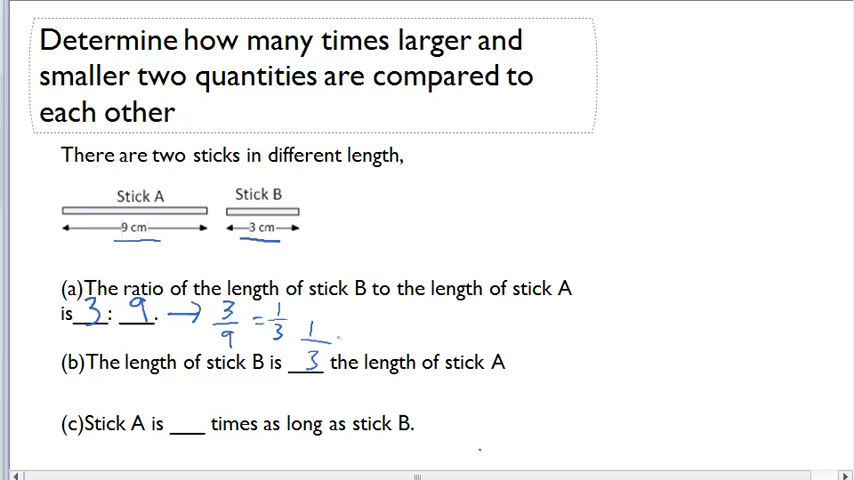 Determine how many times larger and
smaller two quantities are compared to
each other
There are two sticks in different length,
Stick A Stick B
9 cm 3 cm
(a)The ratio of the length of stick B to the length of stick A
is 3 : 9 . → 3/9 = 1/3
(b)The length of stick B is 1/3 the length of stick A
(c)Stick A is ___ times as long as stick B.